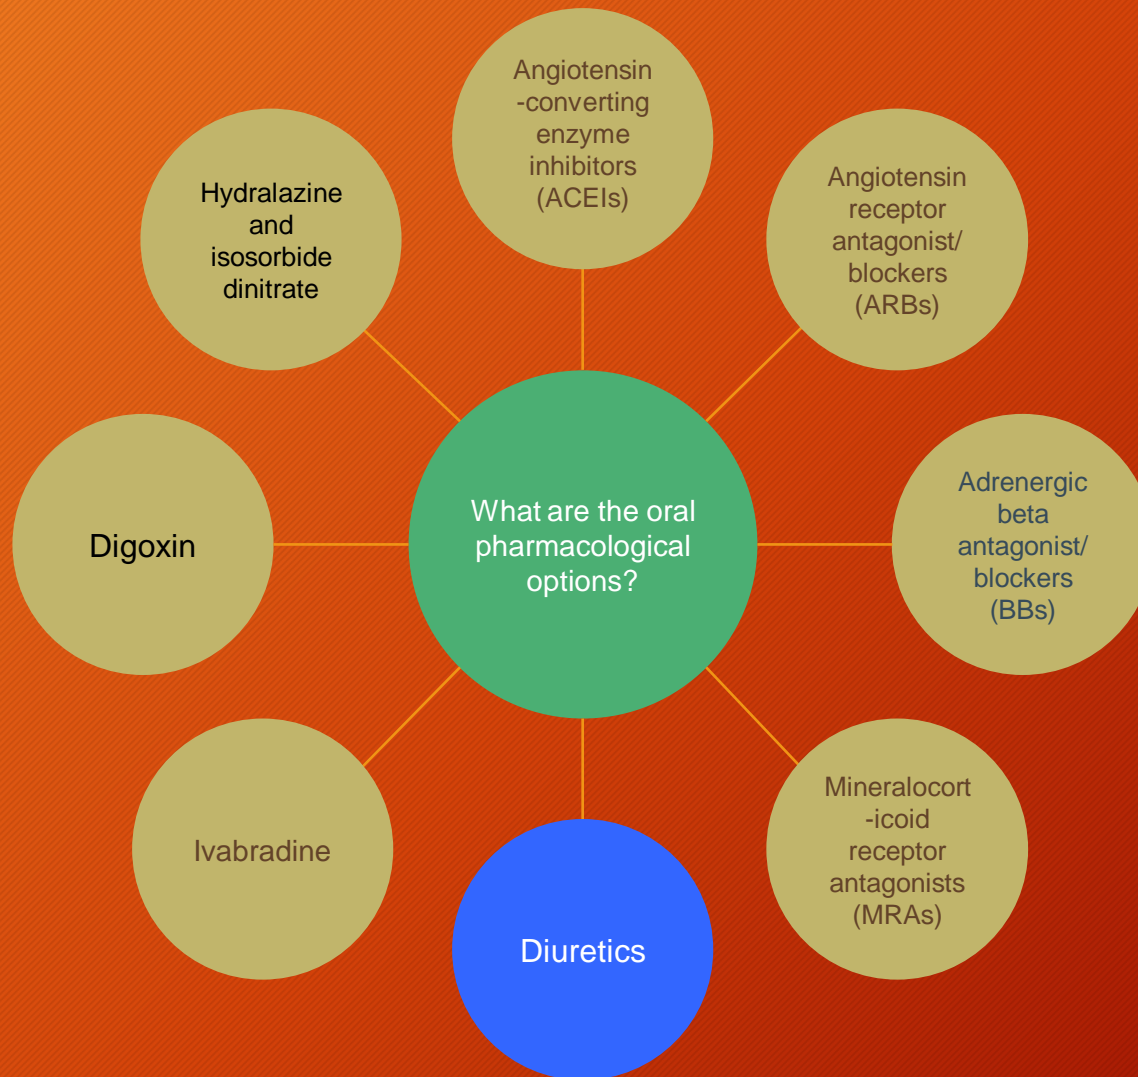 What are the oral
pharmacological
options?
Angiotensin
-converting
enzyme
inhibitors
(ACEIs)
Angiotensin
receptor
antagonist/
blockers
(ARBs)
Adrenergic
beta
antagonist/
blockers
(BBs)
Mineralocort
-icoid
receptor
antagonists
(MRAs)
Diuretics
Ivabradine
Digoxin
Hydralazine
and
isosorbide
dinitrate